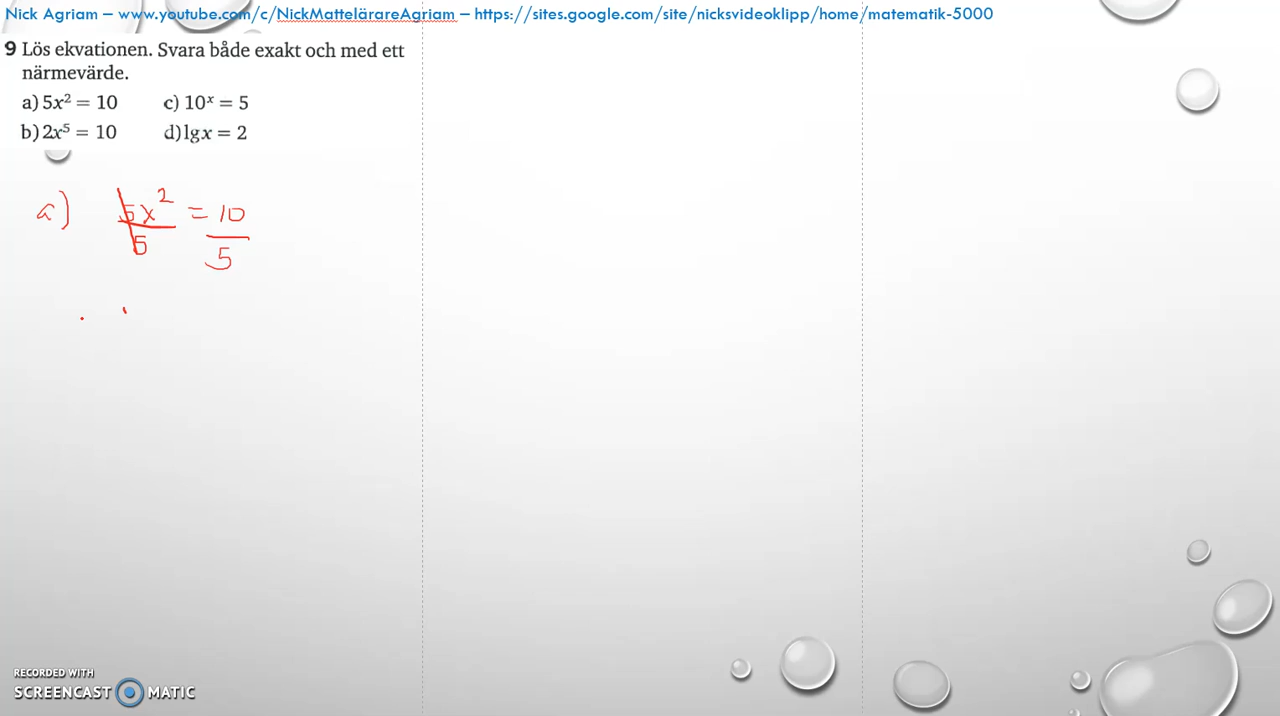 Nick Agriam – www.youtube.com/c/NickMattelärareAgriam – https://sites.google.com/site/nicksvideoklipp/home/matematik-5000
9 Lös ekvationen. Svara både exakt och med ett
närmevärde.
a) 5x² = 10 c) 10ˣ = 5
b) 2x⁵ = 10 d) lg x = 2
a) 5x²/5 = 10/5
RECORDED WITH
SCREENCAST MATIC